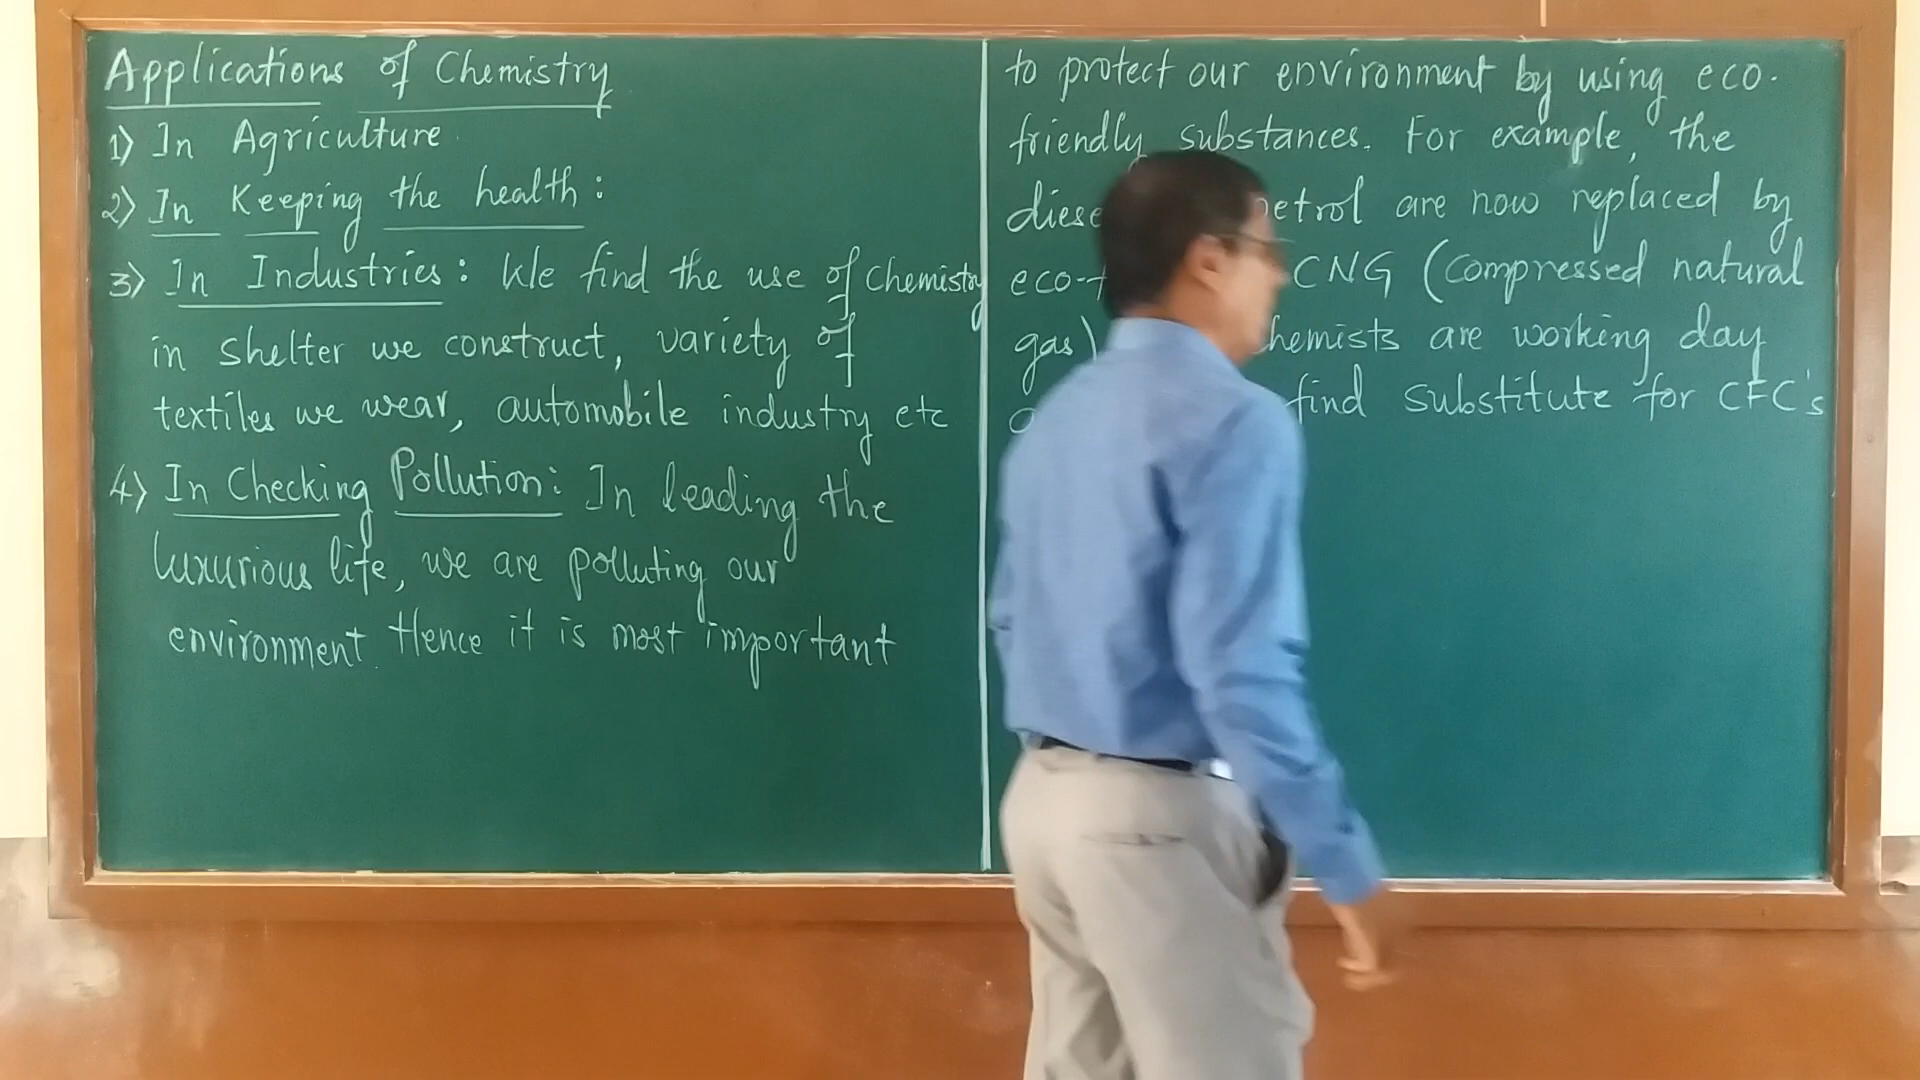 Applications of Chemistry
1) In Agriculture
2) In Keeping the health:
3) In Industries: We find the use of Chemistry
in shelter we construct, variety of
textiles we wear, automobile industry etc
4) In Checking Pollution: In leading the
luxurious life, we are polluting our
environment. Hence it is most important
to protect our environment by using eco-
friendly substances. For example, the
are now replaced by
CNG (Compressed natural
gas) are working day
find substitute for CFC's